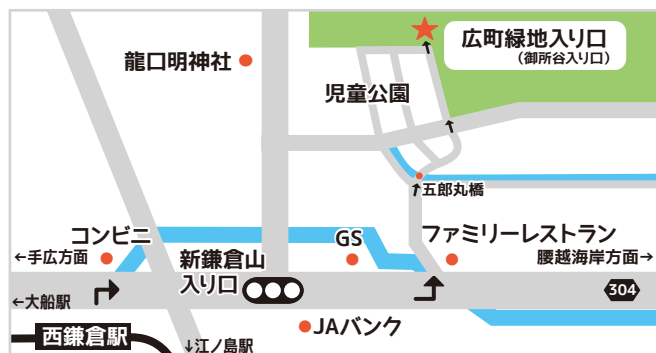 広町緑地入り口
(御所谷入り口)
龍口明神社
児童公園
↑五郎丸橋
コンビニ
GS
ファミリーレストラン
←手広方面
新鎌倉山
入り口
腰越海岸方面→
304
←大船駅
JAバンク
西鎌倉駅
↓江ノ島駅